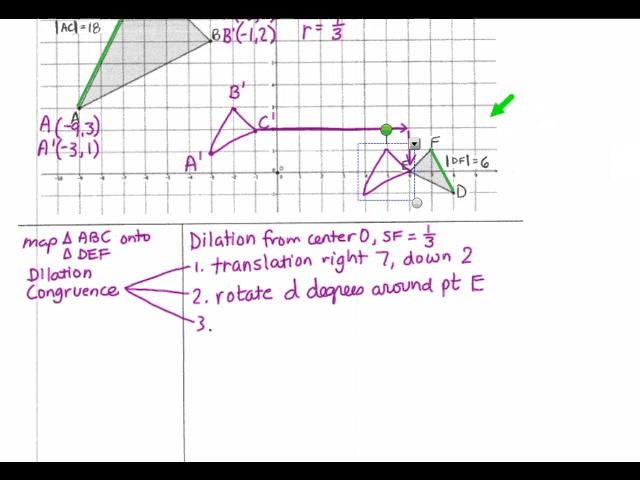 |AC|=18
B
B'(-1,2)
r = 1/3
A
A(-9,3)
A'(-3,1)
B'
C'
A'
E
F
|DF|=6
D
map △ ABC onto
△ DEF
Dilation
Congruence
Dilation from center O, SF = 1/3
1. translation right 7, down 2
2. rotate d degrees around pt E
3.